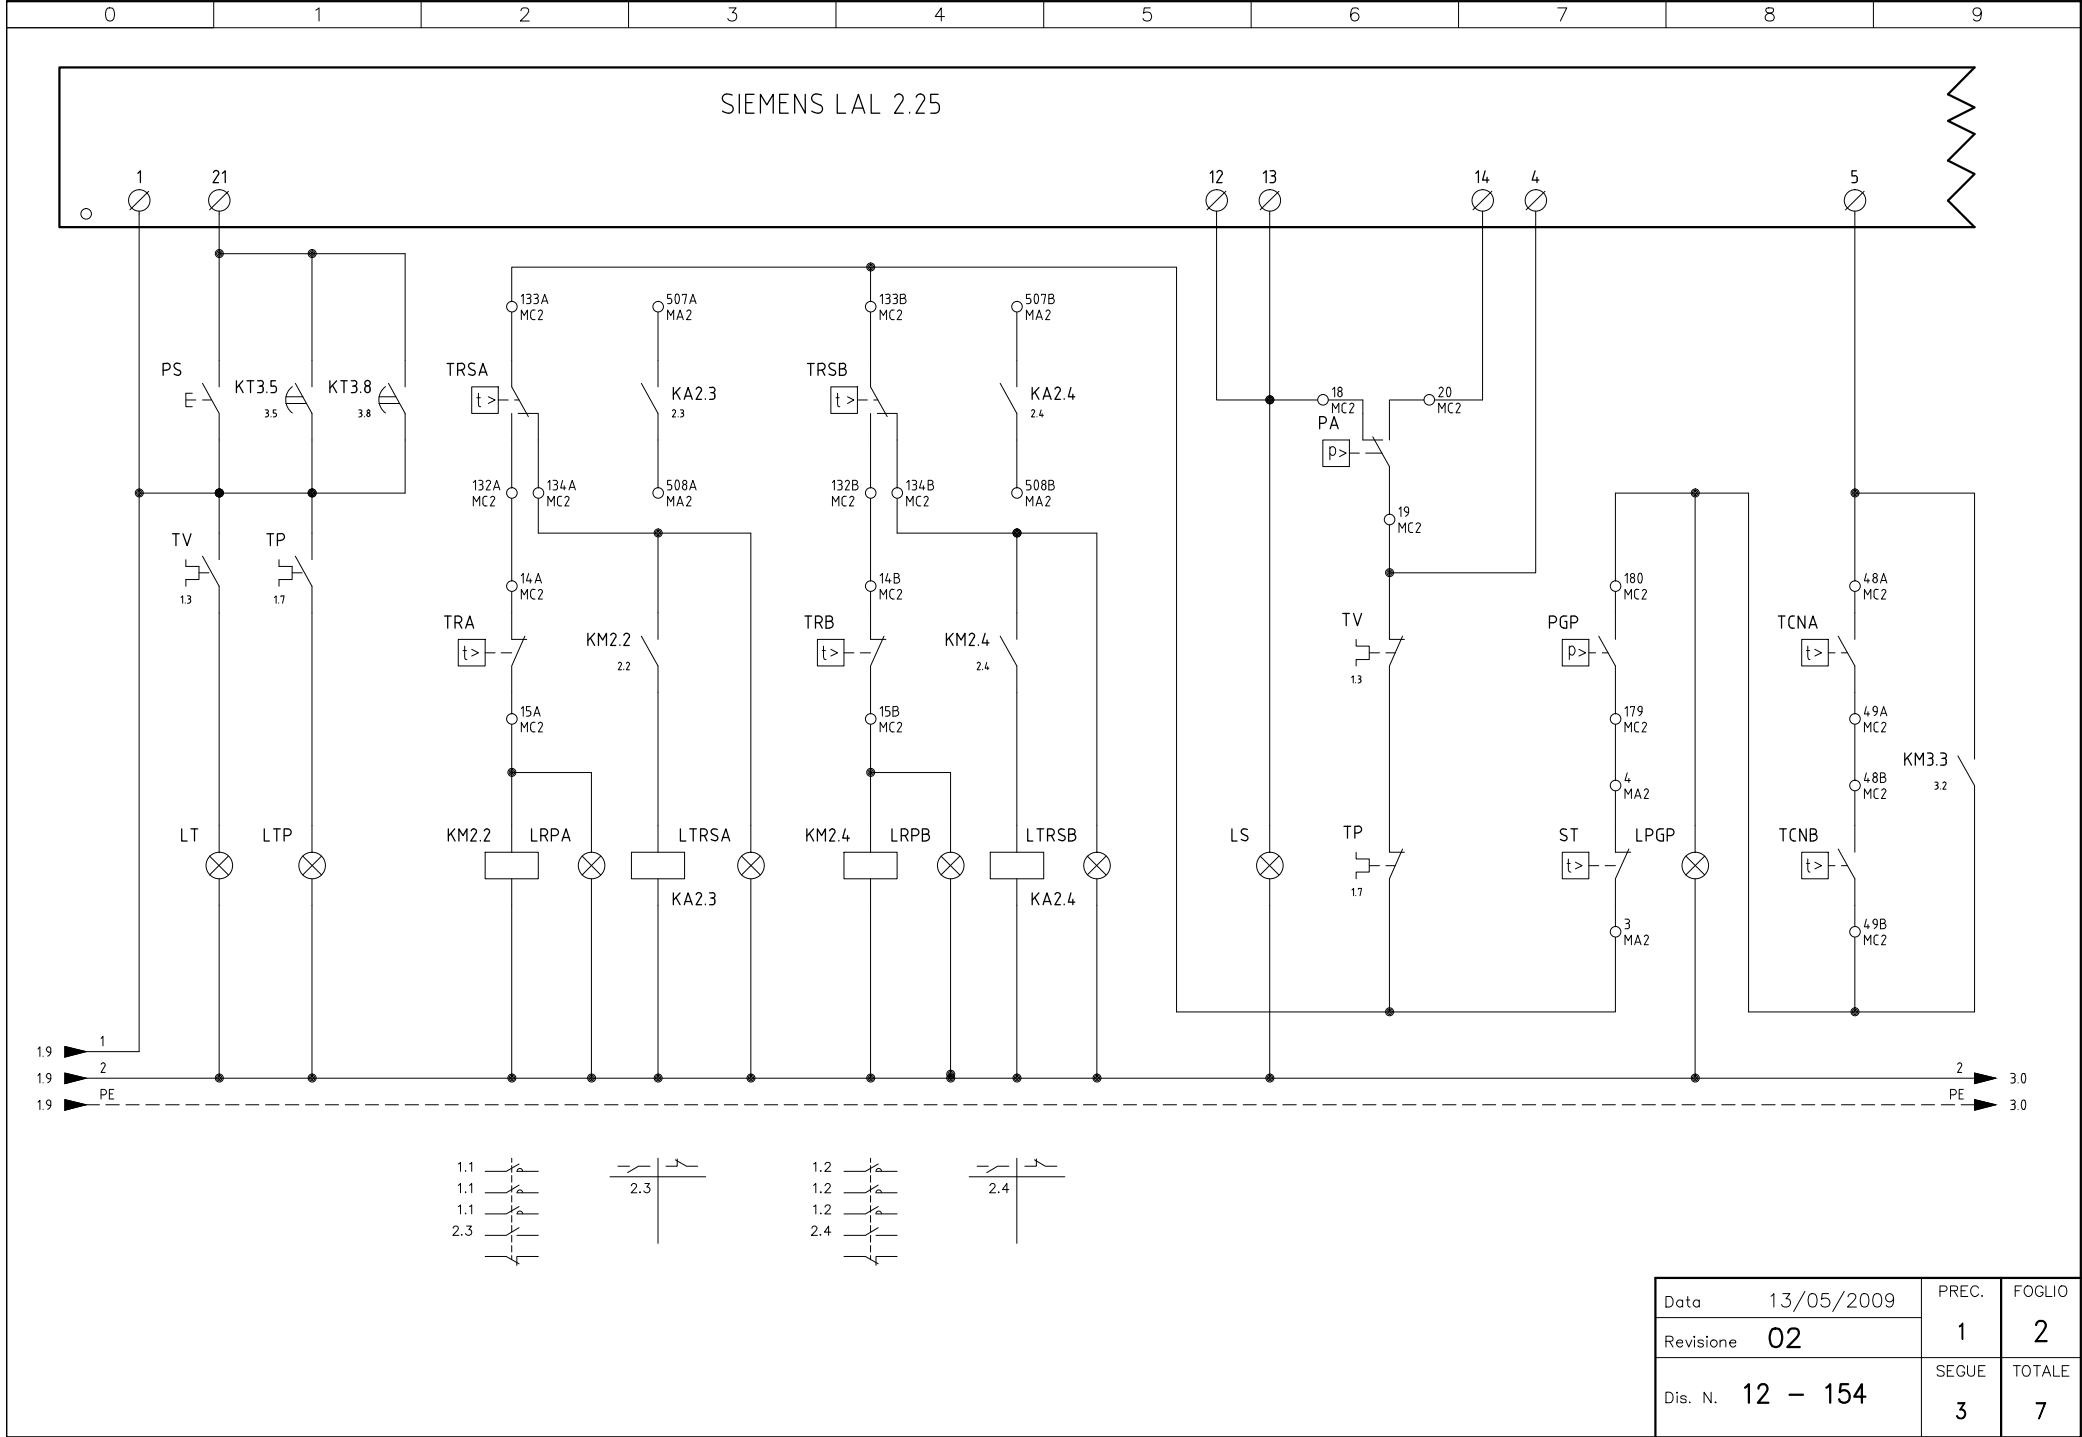 0 1 2 3 4 5 6 7 8 9
SIEMENS LAL 2.25
1 21 12 13 14 4 5
133A
MC2
507A
MA2
133B
MC2
507B
MA2
PS
KT3.5
3.5
KT3.8
3.8
TRSA
t>
KA2.3
2.3
TRSB
t>
KA2.4
2.4
18
MC2
20
MC2
PA
p>
132A
MC2
134A
MC2
508A
MA2
132B
MC2
134B
MC2
508B
MA2
19
MC2
TV
1.3
TP
1.7
14A
MC2
14B
MC2
180
MC2
48A
MC2
TRA
t>
KM2.2
2.2
TRB
t>
KM2.4
2.4
TV
1.3
PGP
p>
TCNA
t>
15A
MC2
15B
MC2
179
MC2
49A
MC2
KM3.3
3.2
4
MA2
48B
MC2
LT
LTP
KM2.2
LRPA
LTRSA
KA2.3
KM2.4
LRPB
LTRSB
KA2.4
LS
TP
1.7
ST
t>
LPGP
TCNB
t>
3
MA2
49B
MC2
1.9 1
1.9 2 2 3.0
1.9 PE PE 3.0
1.1
1.1
1.1
2.3
2.3
1.2
1.2
1.2
2.4
2.4
Data 13/05/2009
Revisione 02
Dis. N. 12 - 154
PREC.
1
FOGLIO
2
SEGUE
3
TOTALE
7